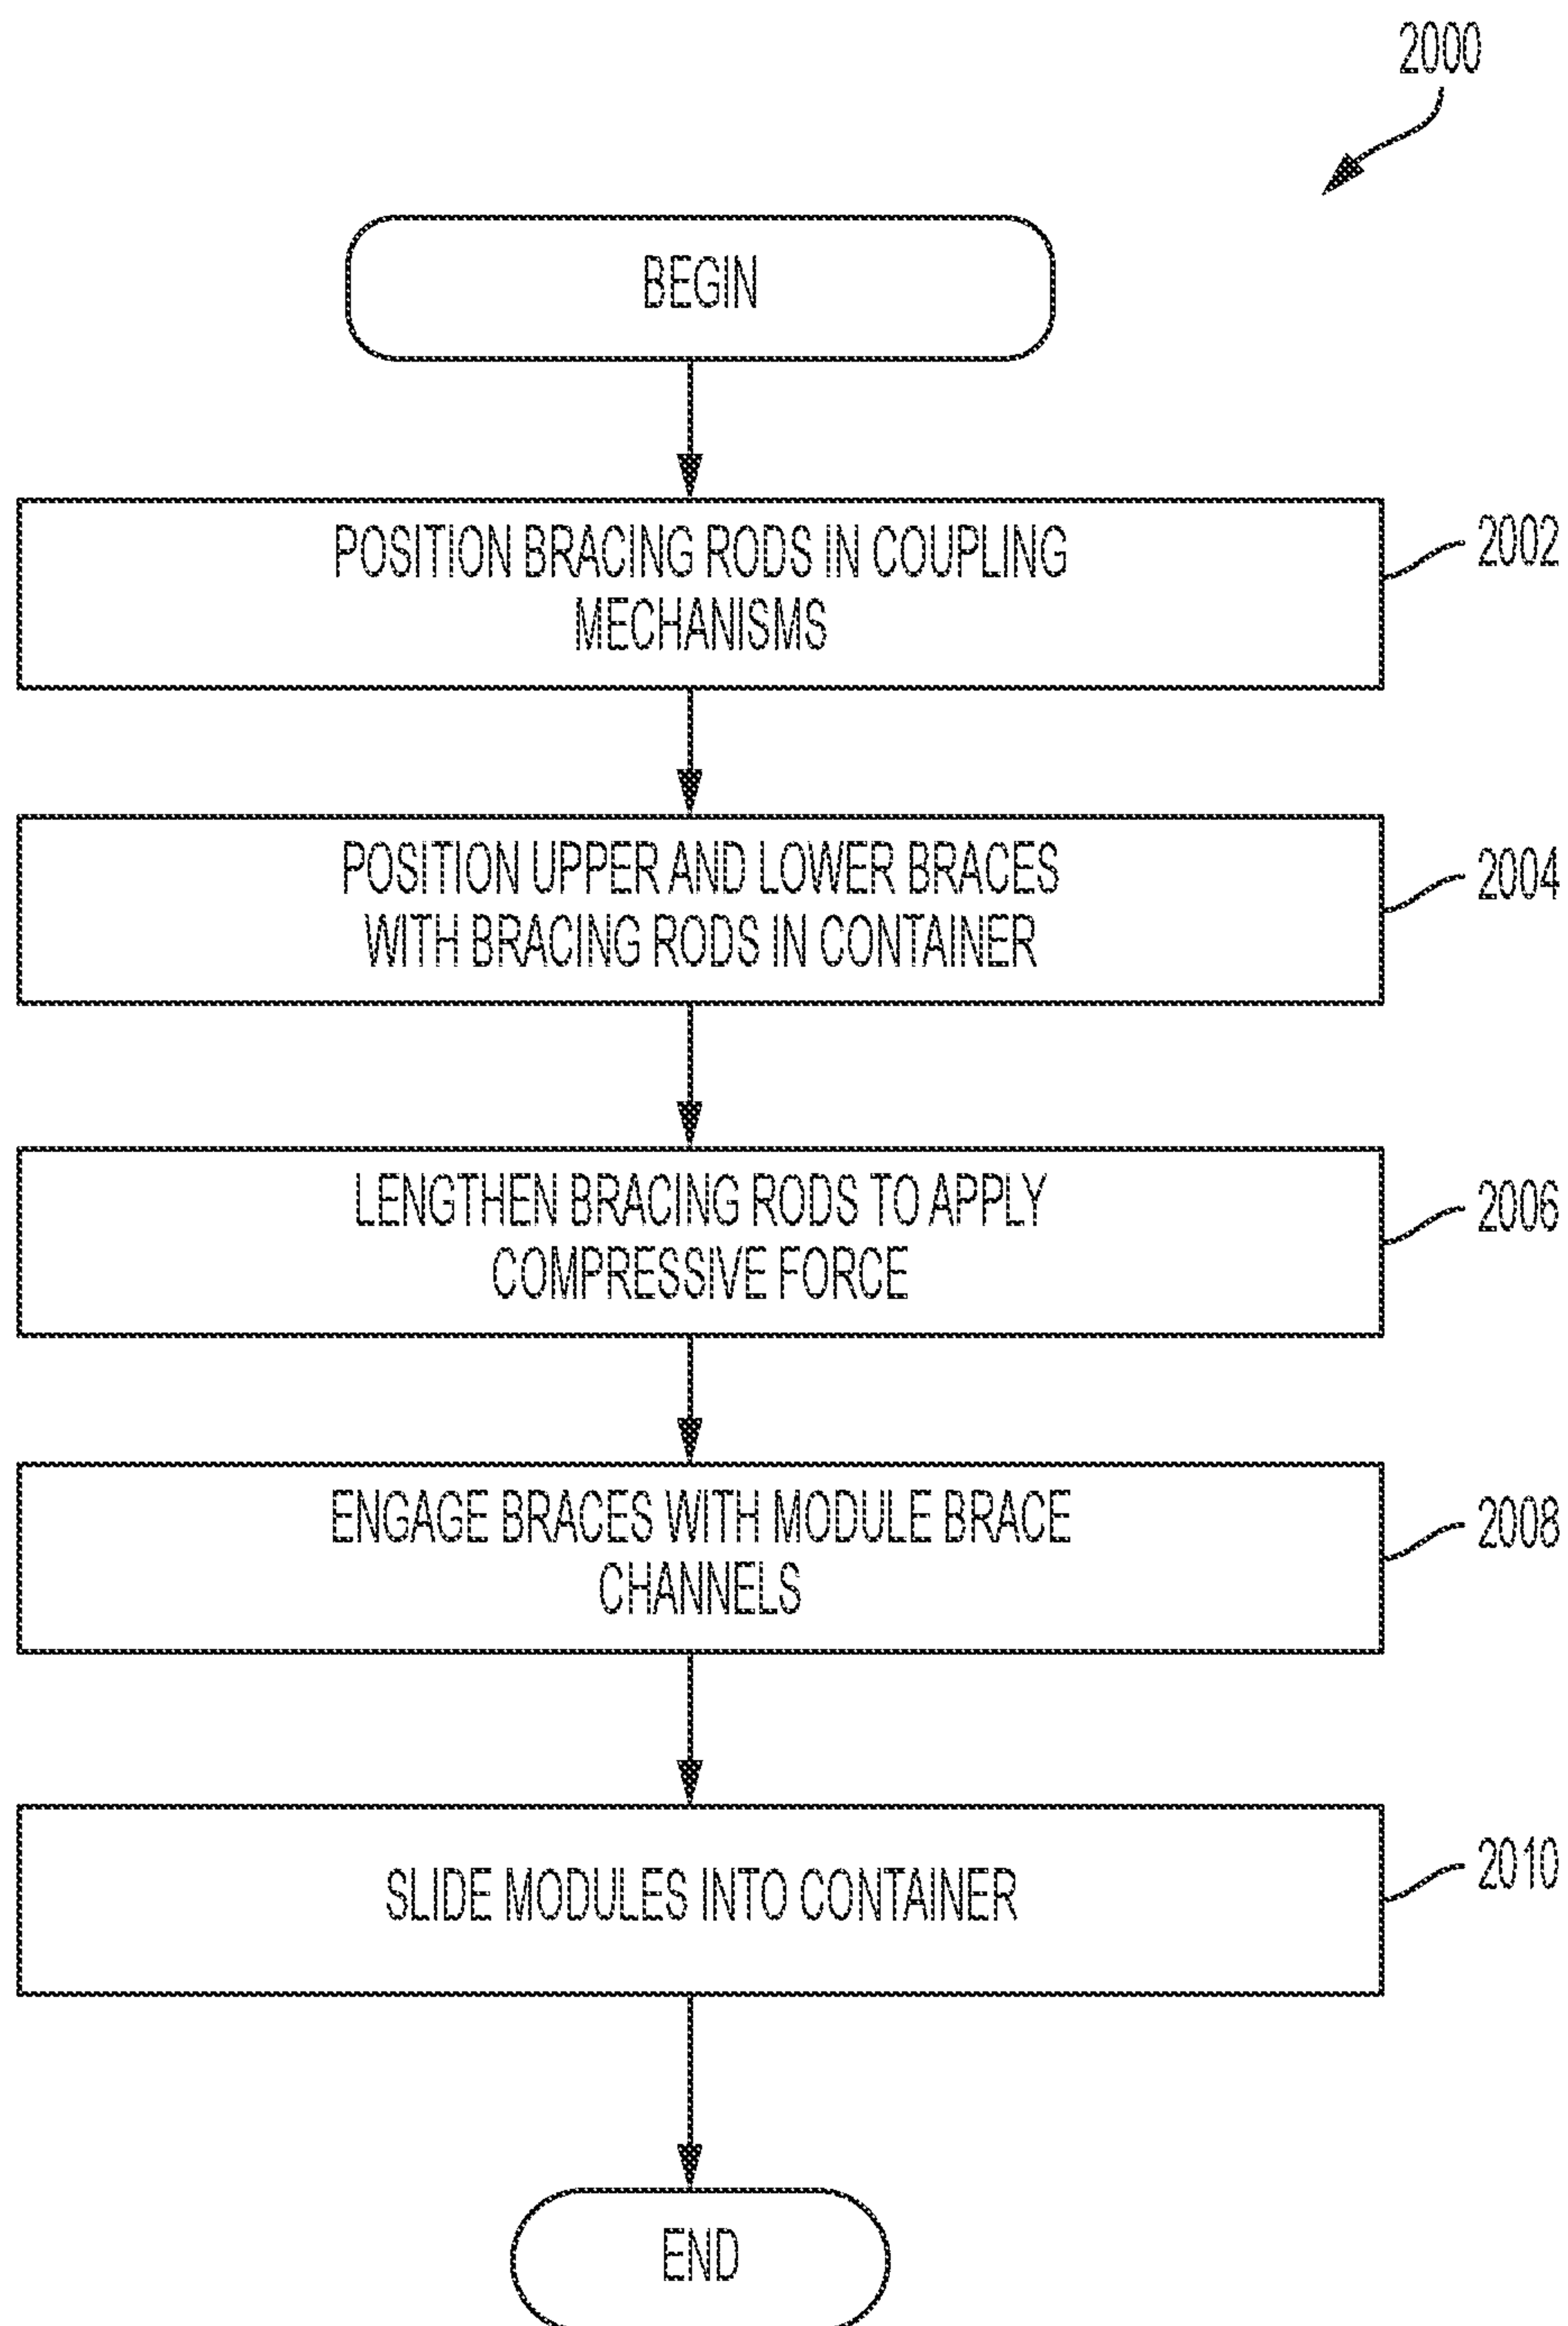 2000
BEGIN
POSITION BRACING RODS IN COUPLING
MECHANISMS
2002
POSITION UPPER AND LOWER BRACES
WITH BRACING RODS IN CONTAINER
2004
LENGTHEN BRACING RODS TO APPLY
COMPRESSIVE FORCE
2006
ENGAGE BRACES WITH MODULE BRACE
CHANNELS
2008
SLIDE MODULES INTO CONTAINER
2010
END